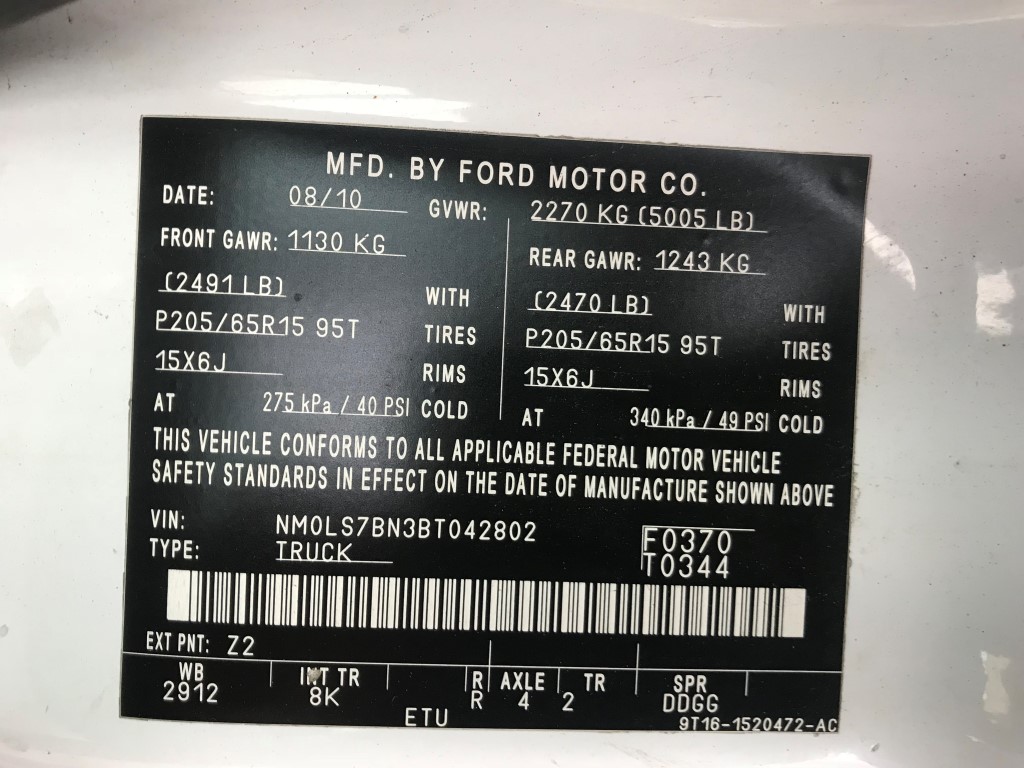 MFD. BY FORD MOTOR CO.
DATE: 08/10 GVWR: 2270 KG (5005 LB)
FRONT GAWR: 1130 KG REAR GAWR: 1243 KG
(2491 LB) WITH (2470 LB) WITH
P205/65R15 95T TIRES P205/65R15 95T TIRES
15X6J RIMS 15X6J RIMS
AT 275 kPa / 40 PSI COLD AT 340 kPa / 49 PSI COLD
THIS VEHICLE CONFORMS TO ALL APPLICABLE FEDERAL MOTOR VEHICLE
SAFETY STANDARDS IN EFFECT ON THE DATE OF MANUFACTURE SHOWN ABOVE
VIN: NM0LS7BN3BT042802 F0370
TYPE: TRUCK T0344
EXT PNT: Z2
WB INT TR R AXLE TR SPR
2912 8K R 4 2 DDGG
ETU 9T16-1520472-AC